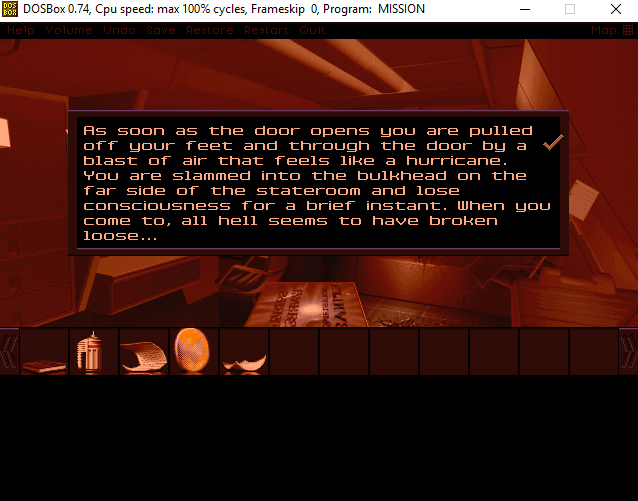 DOSBox 0.74, Cpu speed: max 100% cycles, Frameskip 0, Program: MISSION
Help Volume Undo Save Restore Restart Quit Map
As soon as the door opens you are pulled
off your feet and through the door by a
blast of air that feels like a hurricane.
You are slammed into the bulkhead on the
far side of the stateroom and lose
consciousness for a brief instant. When you
come to, all hell seems to have broken
loose...